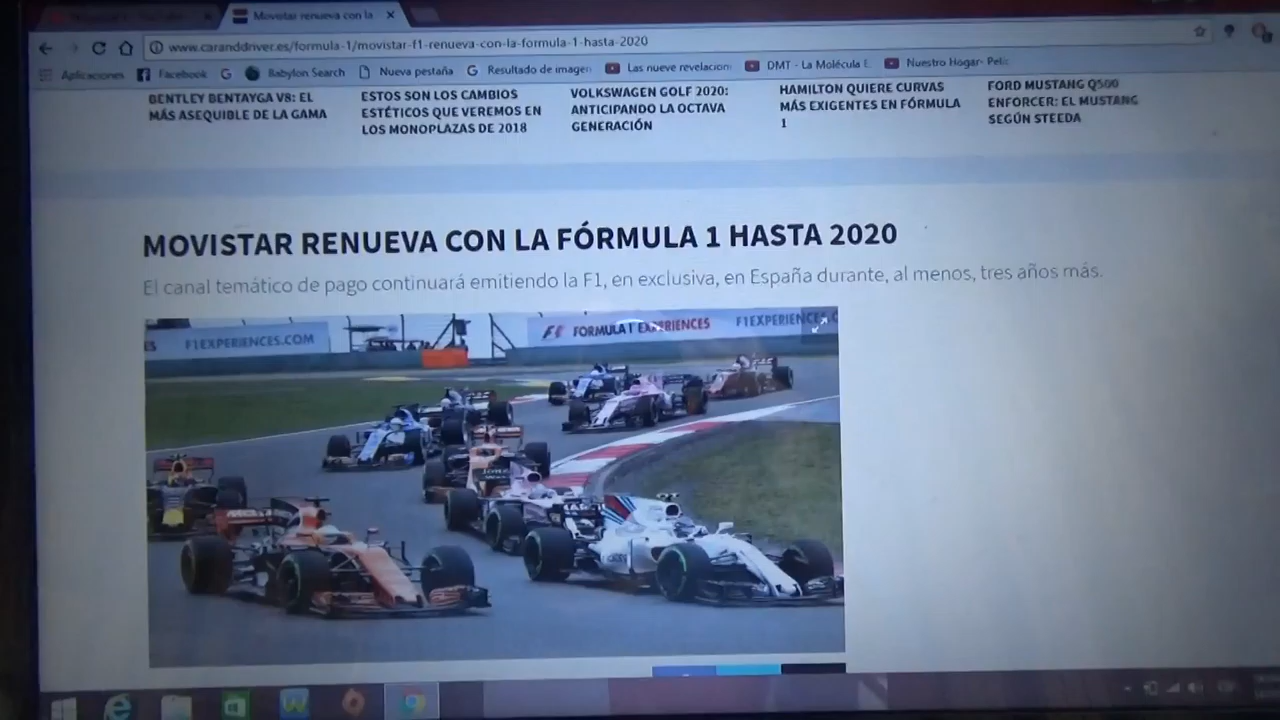 Movistar renueva con la
www.caranddriver.es/formula-1/movistar-f1-renueva-con-la-formula-1-hasta-2020
Aplicaciones Facebook Babylon Search Nueva pestaña Resultado de imagen Las nueve revelacion DMT - La Molécula E Nuestro Hogar- Peli
BENTLEY BENTAYGA V8: EL
MÁS ASEQUIBLE DE LA GAMA
ESTOS SON LOS CAMBIOS
ESTÉTICOS QUE VEREMOS EN
LOS MONOPLAZAS DE 2018
VOLKSWAGEN GOLF 2020:
ANTICIPANDO LA OCTAVA
GENERACIÓN
HAMILTON QUIERE CURVAS
MÁS EXIGENTES EN FÓRMULA
1
FORD MUSTANG Q500
ENFORCER: EL MUSTANG
SEGÚN STEEDA
MOVISTAR RENUEVA CON LA FÓRMULA 1 HASTA 2020
El canal temático de pago continuará emitiendo la F1, en exclusiva, en España durante, al menos, tres años más.
ES F1EXPERIENCES.COM
F1 FORMULA 1 EXPERIENCES F1EXPERIENCES.C